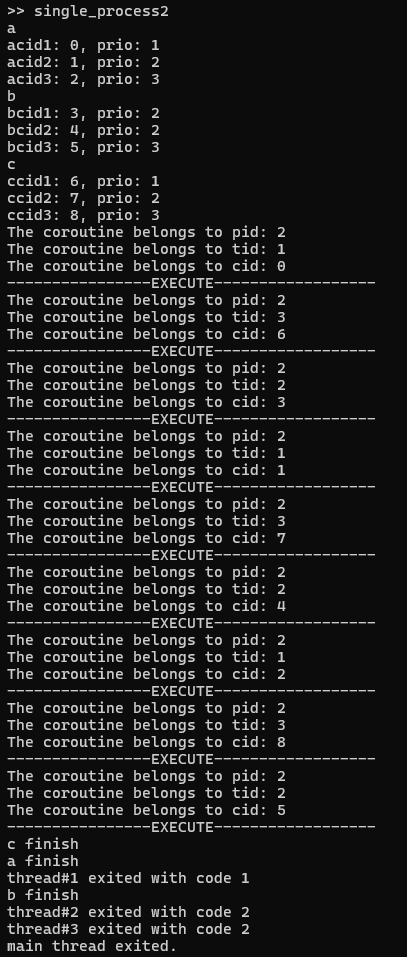 >> single_process2
a
acid1: 0, prio: 1
acid2: 1, prio: 2
acid3: 2, prio: 3
b
bcid1: 3, prio: 2
bcid2: 4, prio: 2
bcid3: 5, prio: 3
c
ccid1: 6, prio: 1
ccid2: 7, prio: 2
ccid3: 8, prio: 3
The coroutine belongs to pid: 2
The coroutine belongs to tid: 1
The coroutine belongs to cid: 0
----------------EXECUTE------------------
The coroutine belongs to pid: 2
The coroutine belongs to tid: 3
The coroutine belongs to cid: 6
----------------EXECUTE------------------
The coroutine belongs to pid: 2
The coroutine belongs to tid: 2
The coroutine belongs to cid: 3
----------------EXECUTE------------------
The coroutine belongs to pid: 2
The coroutine belongs to tid: 1
The coroutine belongs to cid: 1
----------------EXECUTE------------------
The coroutine belongs to pid: 2
The coroutine belongs to tid: 3
The coroutine belongs to cid: 7
----------------EXECUTE------------------
The coroutine belongs to pid: 2
The coroutine belongs to tid: 2
The coroutine belongs to cid: 4
----------------EXECUTE------------------
The coroutine belongs to pid: 2
The coroutine belongs to tid: 1
The coroutine belongs to cid: 2
----------------EXECUTE------------------
The coroutine belongs to pid: 2
The coroutine belongs to tid: 3
The coroutine belongs to cid: 8
----------------EXECUTE------------------
The coroutine belongs to pid: 2
The coroutine belongs to tid: 2
The coroutine belongs to cid: 5
----------------EXECUTE------------------
c finish
a finish
thread#1 exited with code 1
b finish
thread#2 exited with code 2
thread#3 exited with code 2
main thread exited.